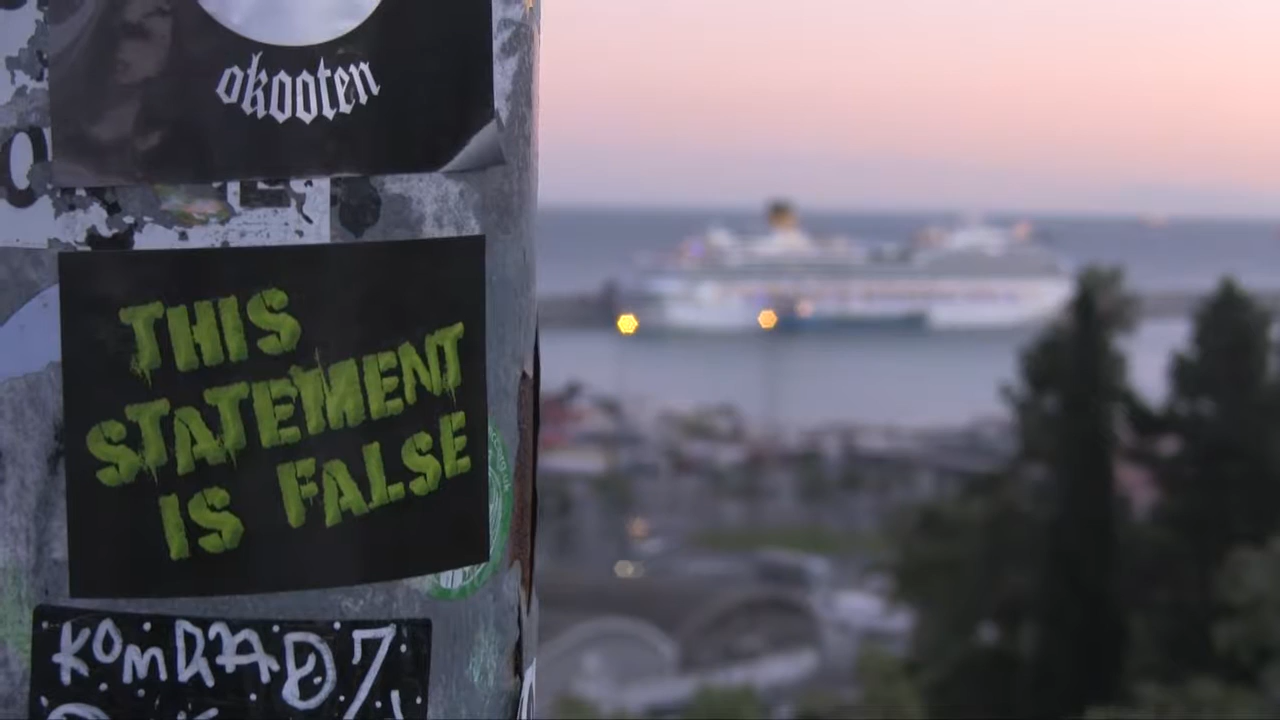 okooten
THIS
STATEMENT
IS FALSE
KOMRAD7